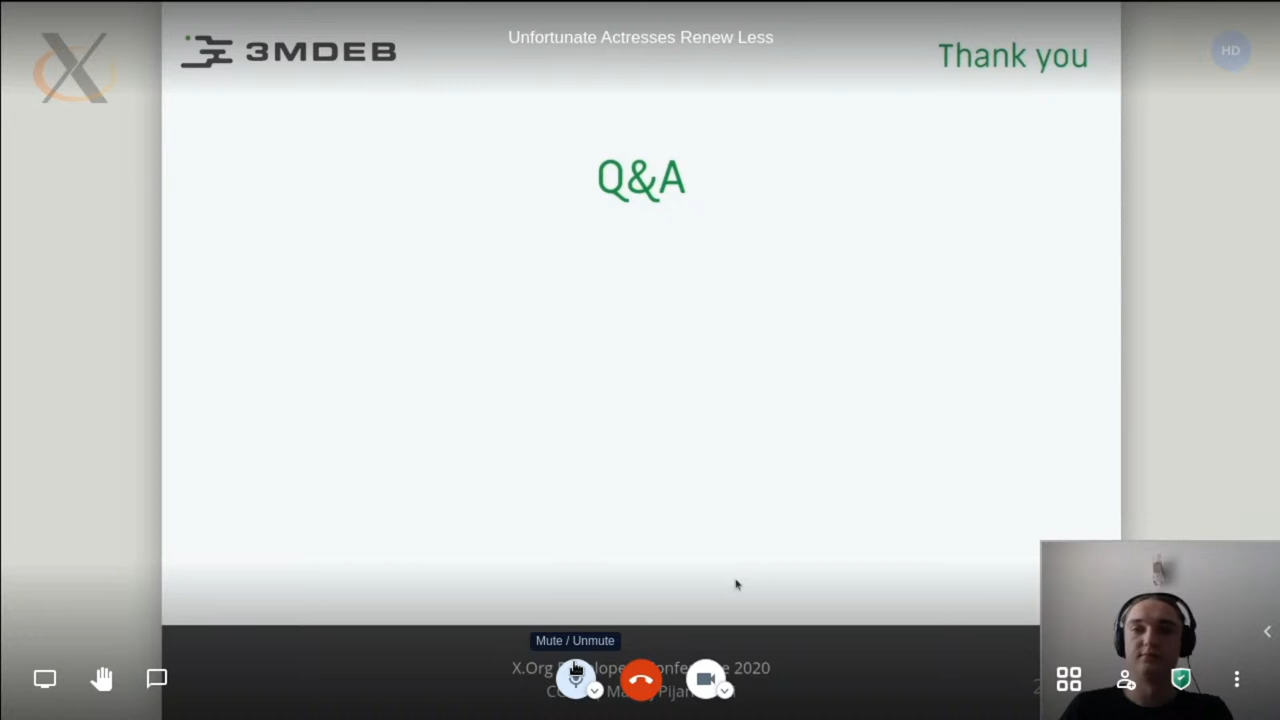 Unfortunate Actresses Renew Less
3MDEB
Thank you
HD
Q&A
Mute / Unmute
X.Org 2020